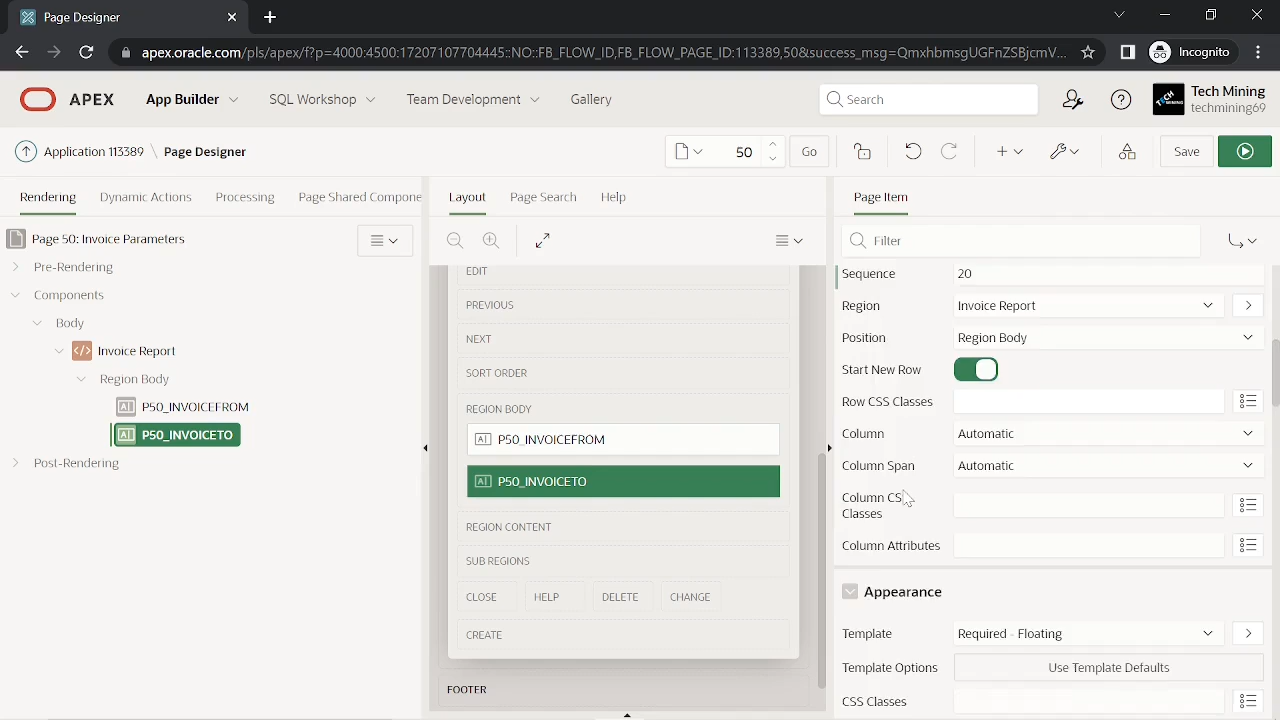 Page Designer
apex.oracle.com/pls/apex/f?p=4000:4500:17207107704445::NO::FB_FLOW_ID,FB_FLOW_PAGE_ID:113389,50&success_msg=QmxhbmsgUGFnZSBjcmV...
Incognito
APEX
App Builder
SQL Workshop
Team Development
Gallery
Search
TECH MINING
Tech Mining
techmining69
Application 113389 \ Page Designer
50
Go
Save
Rendering
Dynamic Actions
Processing
Page Shared Compone
Layout
Page Search
Help
Page Item
Page 50: Invoice Parameters
Filter
Pre-Rendering
Components
Body
Invoice Report
Region Body
P50_INVOICEFROM
P50_INVOICETO
Post-Rendering
EDIT
PREVIOUS
NEXT
SORT ORDER
REGION BODY
P50_INVOICEFROM
P50_INVOICETO
REGION CONTENT
SUB REGIONS
CLOSE
HELP
DELETE
CHANGE
CREATE
FOOTER
Sequence 20
Region Invoice Report
Position Region Body
Start New Row
Row CSS Classes
Column Automatic
Column Span Automatic
Column CS
Classes
Column Attributes
Appearance
Template Required - Floating
Template Options Use Template Defaults
CSS Classes